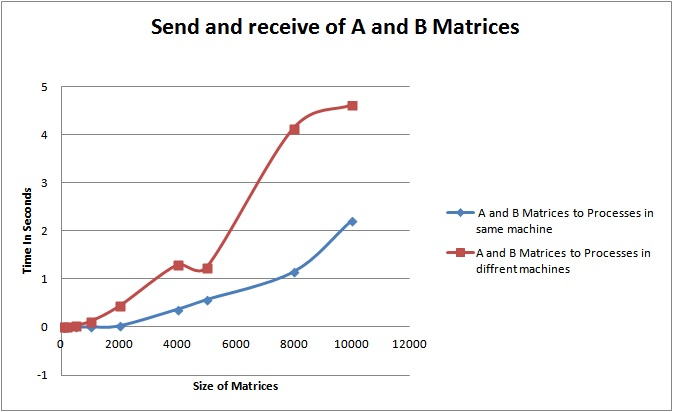 Send and receive of A and B Matrices
5
4
3
2
1
0
-1
Time In Seconds
0 2000 4000 6000 8000 10000 12000
Size of Matrices
A and B Matrices to Processes in
same machine
A and B Matrices to Processes in
diffrent machines